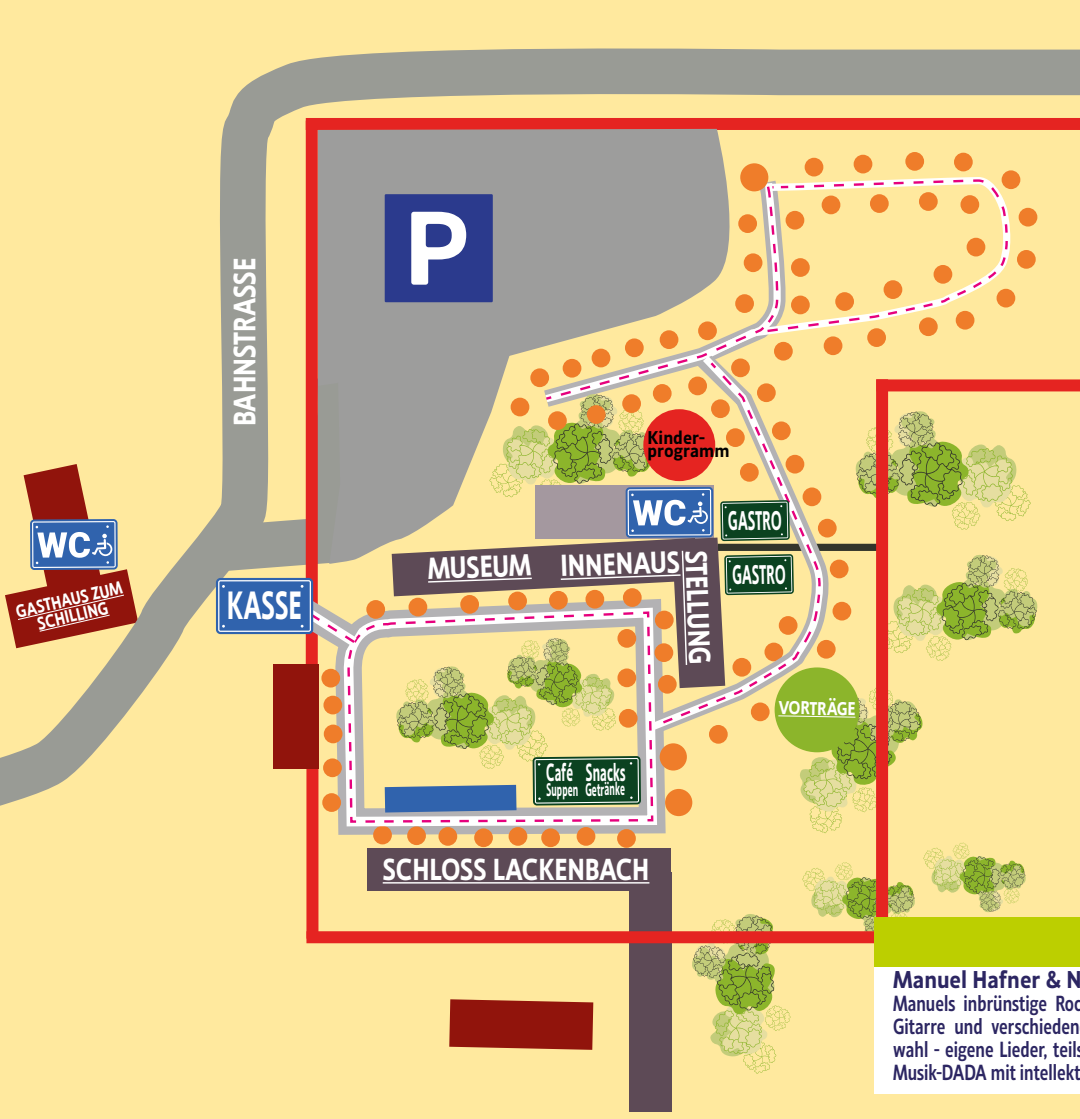 P
BAHNSTRASSE
Kinder-
programm
WC
GASTRO
WC
MUSEUM INNENAUS
STELLLUNG
GASTRO
GASTHAUS ZUM
SCHILLING
KASSE
VORTRÄGE
Café Snacks
Suppen Getränke
SCHLOSS LACKENBACH
Manuel Hafner & N
Manuels inbrünstige Roc
Gitarre und verschieden
wahl - eigene Lieder, teils
Musik-DADA mit intellekt